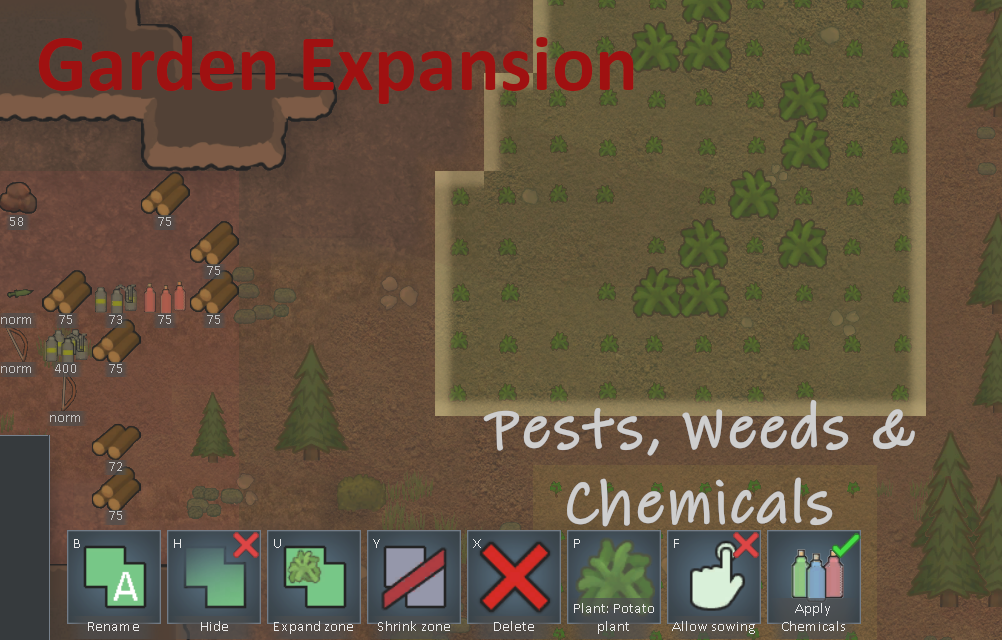 Garden Expansion
58
75
75
norm
75
73
75
75
norm
400
75
norm
72
75
Pests, Weeds &
Chemicals
B
H
U
Y
X
P
F
A
Plant: Potato
plant
Apply
Chemicals
Rename
Hide
Expand zone
Shrink zone
Delete
Allow sowing